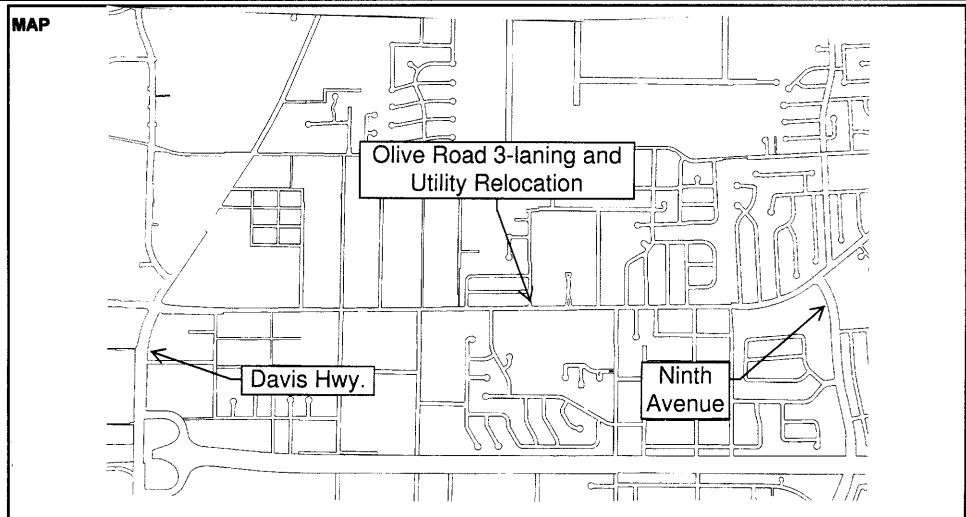 MAP
Olive Road 3-laning and
Utility Relocation
Davis Hwy.
Ninth
Avenue